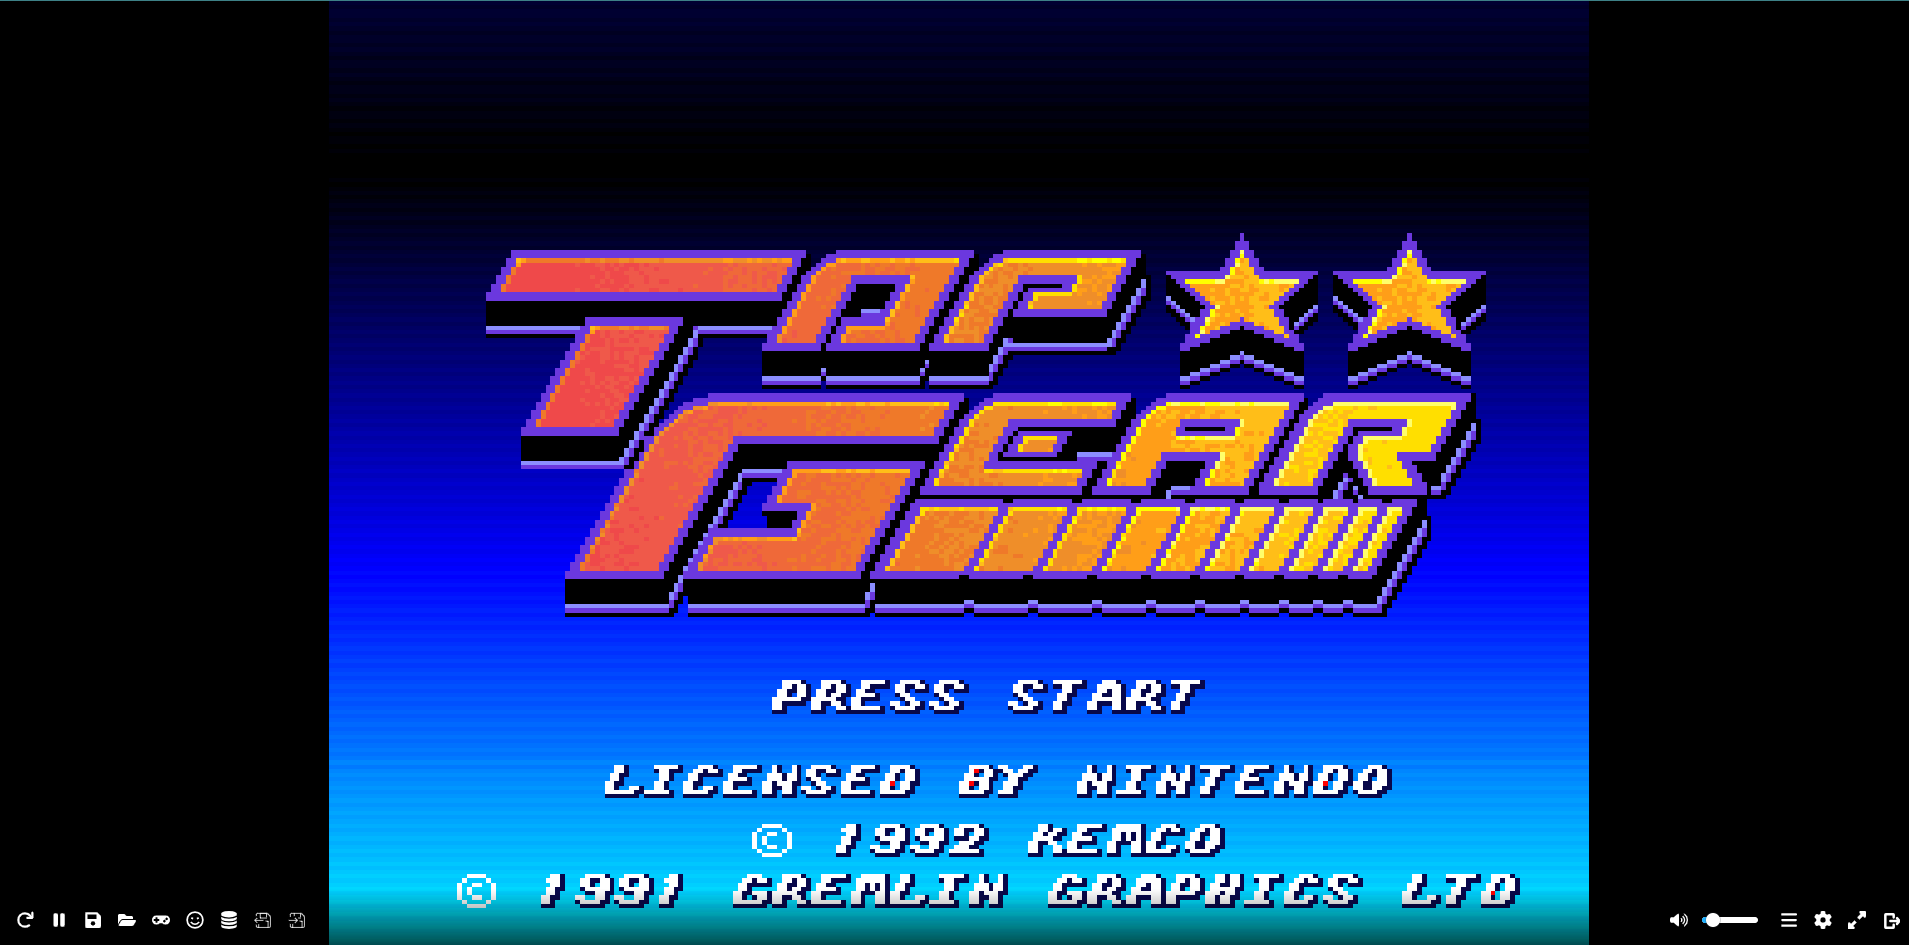 TOP
GEAR
PRESS START
LICENSED BY NINTENDO
© 1992 KEMCO
© 1991 GREMLIN GRAPHICS LTD